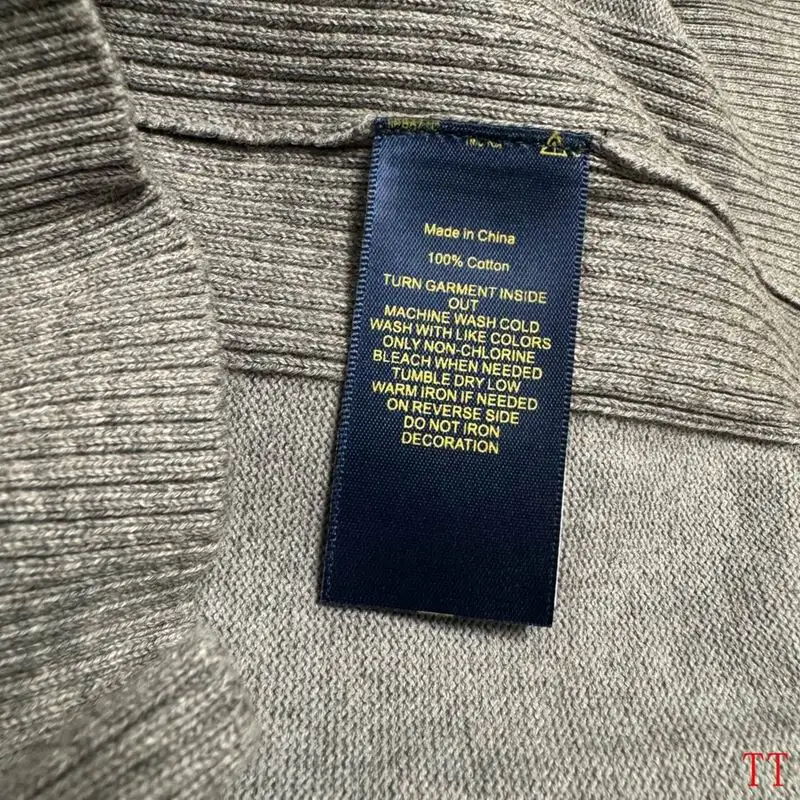 Made in China
100% Cotton
TURN GARMENT INSIDE
OUT
MACHINE WASH COLD
WASH WITH LIKE COLORS
ONLY NON-CHLORINE
BLEACH WHEN NEEDED
TUMBLE DRY LOW
WARM IRON IF NEEDED
ON REVERSE SIDE
DO NOT IRON
DECORATION
TT